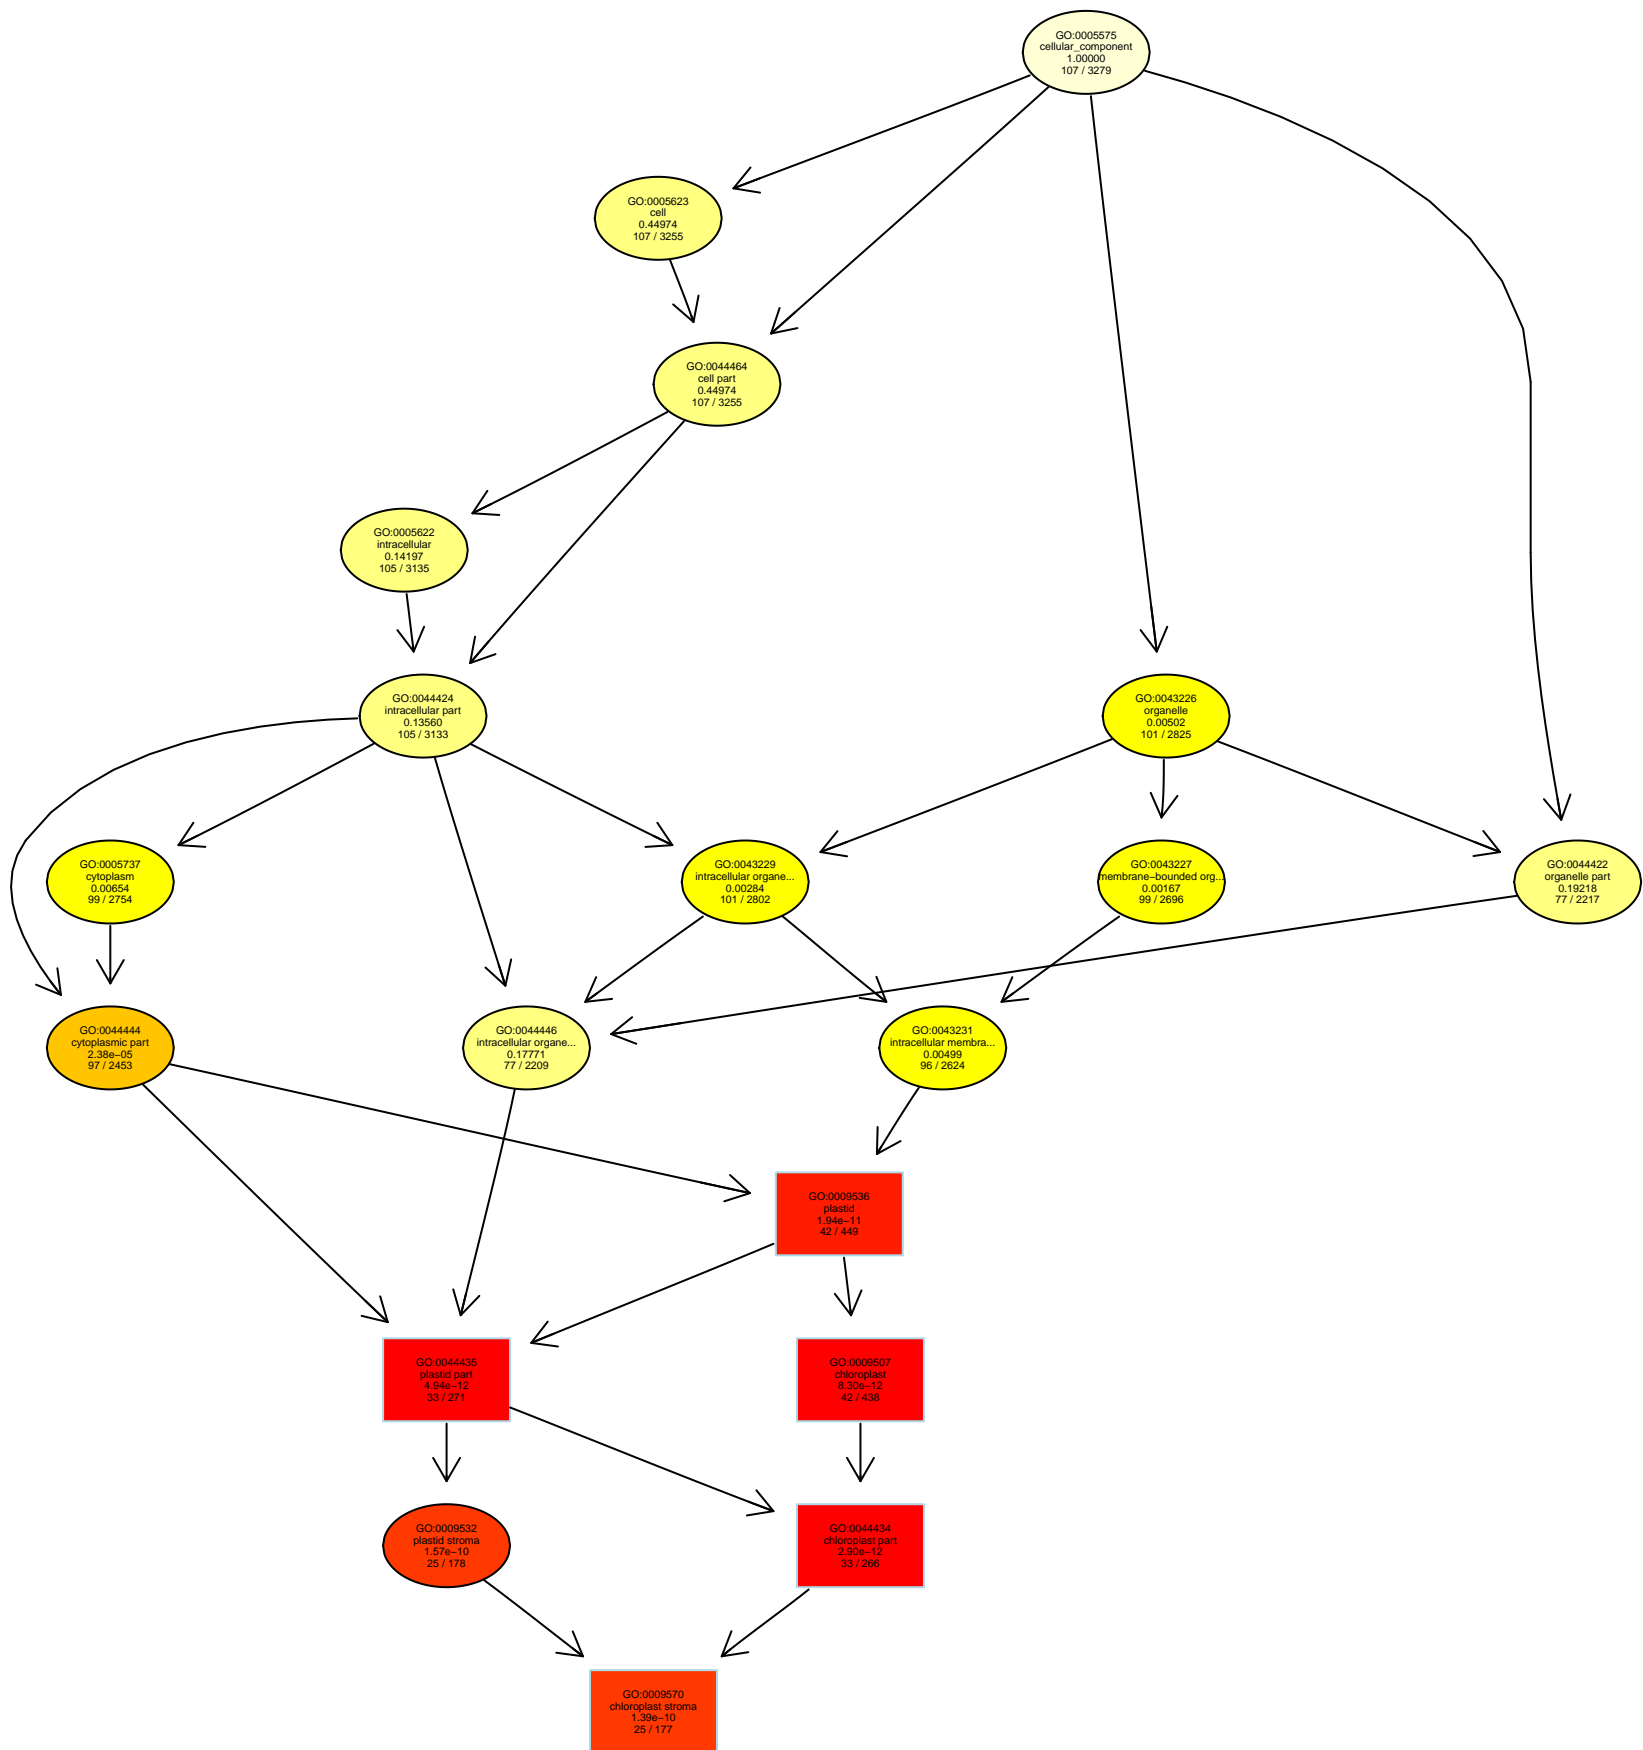 GO:0005575
cellular_component
1.00000
107 / 3279
GO:0005623
cell
0.44974
107 / 3255
GO:0044464
cell part
0.44974
107 / 3255
GO:0005622
intracellular
0.14197
105 / 3135
GO:0044424
intracellular part
0.13560
105 / 3133
GO:0043226
organelle
0.00502
101 / 2825
GO:0005737
cytoplasm
0.00654
99 / 2754
GO:0043229
intracellular organe...
0.00284
101 / 2802
GO:0043227
membrane−bounded org...
0.00167
99 / 2696
GO:0044422
organelle part
0.19218
77 / 2217
GO:0044444
cytoplasmic part
2.38e−05
97 / 2453
GO:0044446
intracellular organe...
0.17771
77 / 2209
GO:0043231
intracellular membra...
0.00499
96 / 2624
GO:0009536
plastid
1.94e−11
42 / 449
GO:0044435
plastid part
4.94e−12
33 / 271
GO:0009507
chloroplast
8.30e−12
42 / 438
GO:0009532
plastid stroma
1.57e−10
25 / 178
GO:0044434
chloroplast part
2.90e−12
33 / 266
GO:0009570
chloroplast stroma
1.39e−10
25 / 177